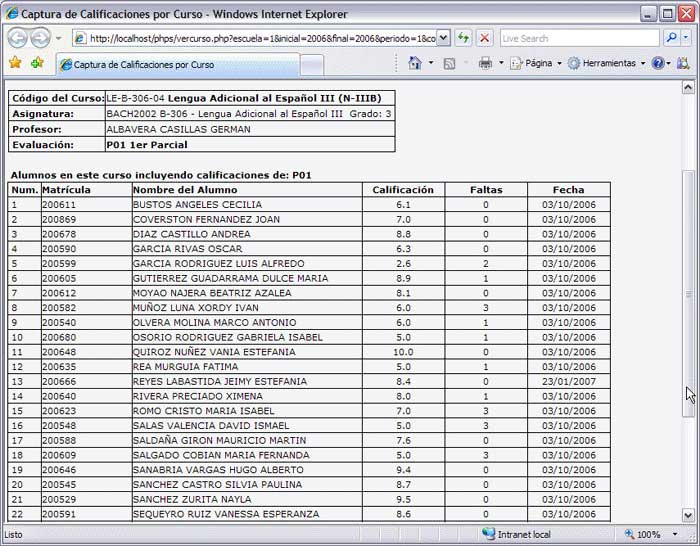 Captura de Calificaciones por Curso - Windows Internet Explorer
http://localhost/phps/vercurso.php?escuela=1&inicial=2006&final=2006&periodo=1&co
Live Search
Captura de Calificaciones por Curso
Página
Herramientas
Código del Curso: LE-B-306-04 Lengua Adicional al Español III (N-IIIB)
Asignatura: BACH2002 B-306 - Lengua Adicional al Español III Grado: 3
Profesor: ALBAVERA CASILLAS GERMAN
Evaluación: P01 1er Parcial
Alumnos en este curso incluyendo calificaciones de: P01
Num. Matrícula Nombre del Alumno Calificación Faltas Fecha
1 200611 BUSTOS ANGELES CECILIA 6.1 0 03/10/2006
2 200869 COVERSTON FERNANDEZ JOAN 7.0 0 03/10/2006
3 200678 DIAZ CASTILLO ANDREA 8.8 0 03/10/2006
4 200590 GARCIA RIVAS OSCAR 6.3 0 03/10/2006
5 200599 GARCIA RODRIGUEZ LUIS ALFREDO 2.6 2 03/10/2006
6 200605 GUTIERREZ GUADARRAMA DULCE MARIA 8.9 1 03/10/2006
7 200612 MOYAO NAJERA BEATRIZ AZALEA 8.1 0 03/10/2006
8 200582 MUÑOZ LUNA XORDY IVAN 6.0 3 03/10/2006
9 200540 OLVERA MOLINA MARCO ANTONIO 6.0 1 03/10/2006
10 200680 OSORIO RODRIGUEZ GABRIELA ISABEL 5.0 1 03/10/2006
11 200648 QUIROZ NUÑEZ VANIA ESTEFANIA 10.0 0 03/10/2006
12 200635 REA MURGUIA FATIMA 5.0 1 03/10/2006
13 200666 REYES LABASTIDA JEIMY ESTEFANIA 8.4 0 23/01/2007
14 200640 RIVERA PRECIADO XIMENA 8.0 1 03/10/2006
15 200623 ROMO CRISTO MARIA ISABEL 7.0 3 03/10/2006
16 200548 SALAS VALENCIA DAVID ISMAEL 5.0 3 03/10/2006
17 200588 SALDAÑA GIRON MAURICIO MARTIN 7.6 0 03/10/2006
18 200609 SALGADO COBIAN MARIA FERNANDA 5.0 3 03/10/2006
19 200646 SANABRIA VARGAS HUGO ALBERTO 9.4 0 03/10/2006
20 200545 SANCHEZ CASTRO SILVIA PAULINA 8.7 0 03/10/2006
21 200529 SANCHEZ ZURITA NAYLA 9.5 0 03/10/2006
22 200591 SEQUEYRO RUIZ VANESSA ESPERANZA 8.6 0 03/10/2006
Listo
Intranet local
100%